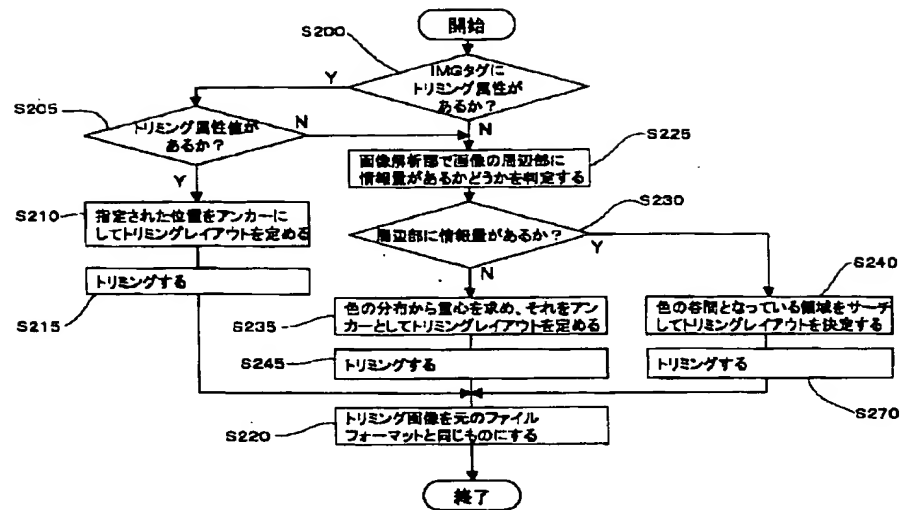 開始
S200
IMGタグに
トリミング属性が
あるか？
Y
N
S205
トリミング属性値が
あるか？
N
Y
S225
画像解析部で画像の周辺部に
情報量があるかどうかを判定する
S210
指定された位置をアンカーに
してトリミングレイアウトを定める
S230
周辺部に情報量があるか？
Y
N
S215
トリミングする
S235
色の分布から重心を求め、それをアン
カーとしてトリミングレイアウトを定める
S240
色の谷間となっている領域をサーチ
してトリミングレイアウトを決定する
S245
トリミングする
トリミングする
S270
S220
トリミング画像を元のファイル
フォーマットと同じものにする
終了